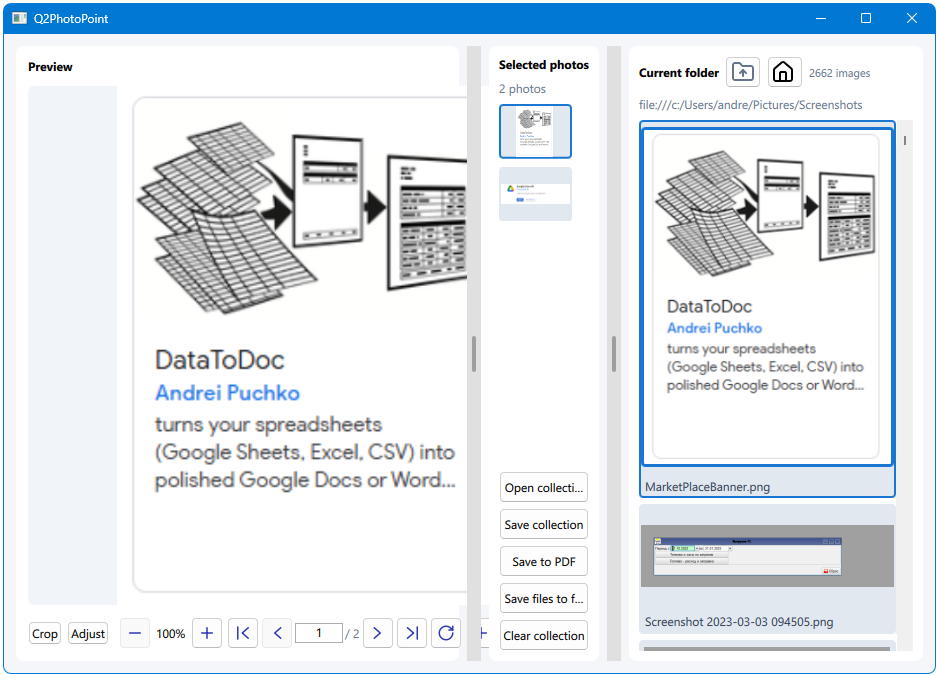 Q2PhotoPoint
Preview
DataToDoc
Andrei Puchko
turns your spreadsheets
(Google Sheets, Excel, CSV) into
polished Google Docs or Word...
Crop
Adjust
100%
1
/ 2
Selected photos
2 photos
Open collecti...
Save collection
Save to PDF
Save files to f...
Clear collection
Current folder
2662 images
file:///c:/Users/andre/Pictures/Screenshots
DataToDoc
Andrei Puchko
turns your spreadsheets
(Google Sheets, Excel, CSV) into
polished Google Docs or Word...
MarketPlaceBanner.png
Screenshot 2023-03-03 094505.png